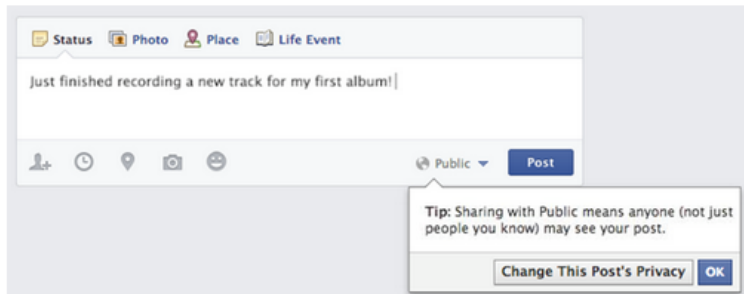 Status Photo Place Life Event
Just finished recording a new track for my first album!
Public Post
Tip: Sharing with Public means anyone (not just
people you know) may see your post.
Change This Post's Privacy OK